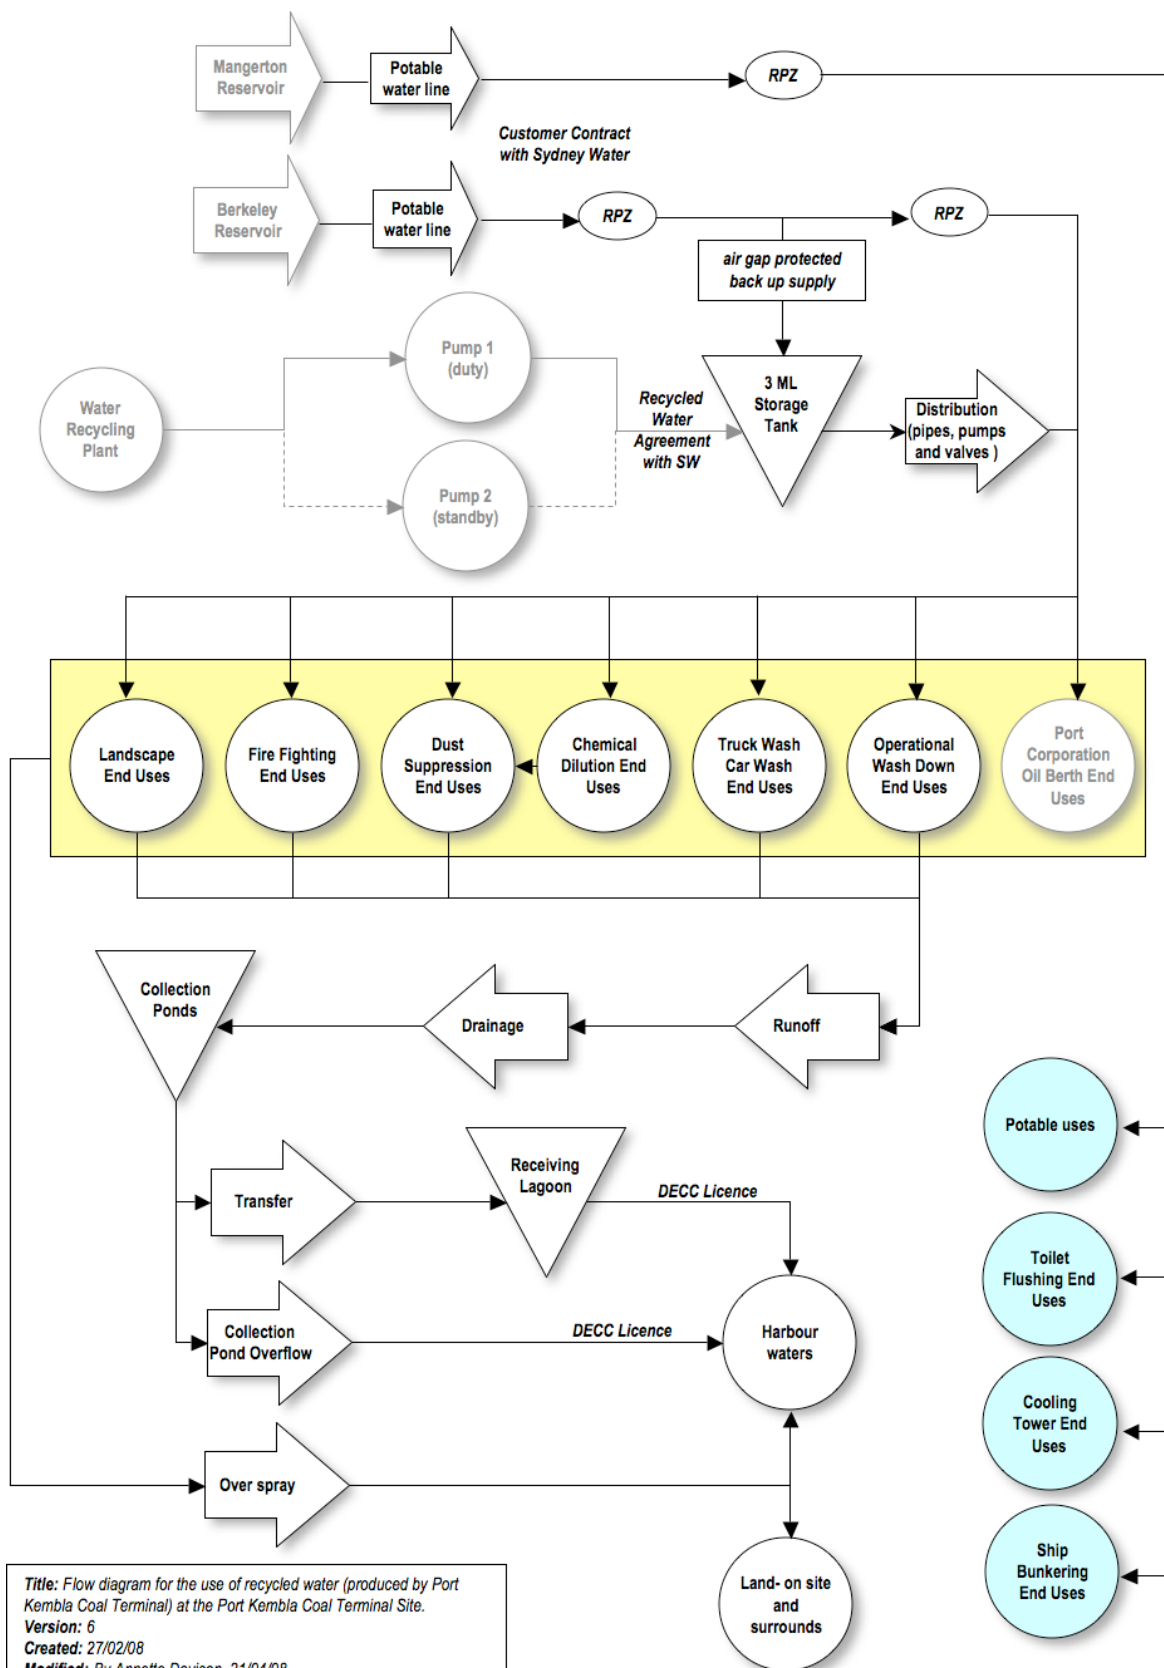 Mangerton
Reservoir
Potable
water line
RPZ
Customer Contract
with Sydney Water
Berkeley
Reservoir
Potable
water line
RPZ
RPZ
air gap protected
back up supply
Water
Recycling
Plant
Pump 1
(duty)
Pump 2
(standby)
Recycled
Water
Agreement
with SW
3 ML
Storage
Tank
Distribution
(pipes, pumps
and valves )
Landscape
End Uses
Fire Fighting
End Uses
Dust
Suppression
End Uses
Chemical
Dilution End
Uses
Truck Wash
Car Wash
End Uses
Operational
Wash Down
End Uses
Port
Corporation
Oil Berth End
Uses
Collection
Ponds
Drainage
Runoff
Potable uses
Transfer
Receiving
Lagoon
DECC Licence
Toilet
Flushing End
Uses
Collection
Pond Overflow
DECC Licence
Harbour
waters
Cooling
Tower End
Uses
Over spray
Land- on site
and
surrounds
Ship
Bunkering
End Uses
Title: Flow diagram for the use of recycled water (produced by Port
Kembla Coal Terminal) at the Port Kembla Coal Terminal Site.
Version: 6
Created: 27/02/08
Modified: By Annette Davison, 21/04/08